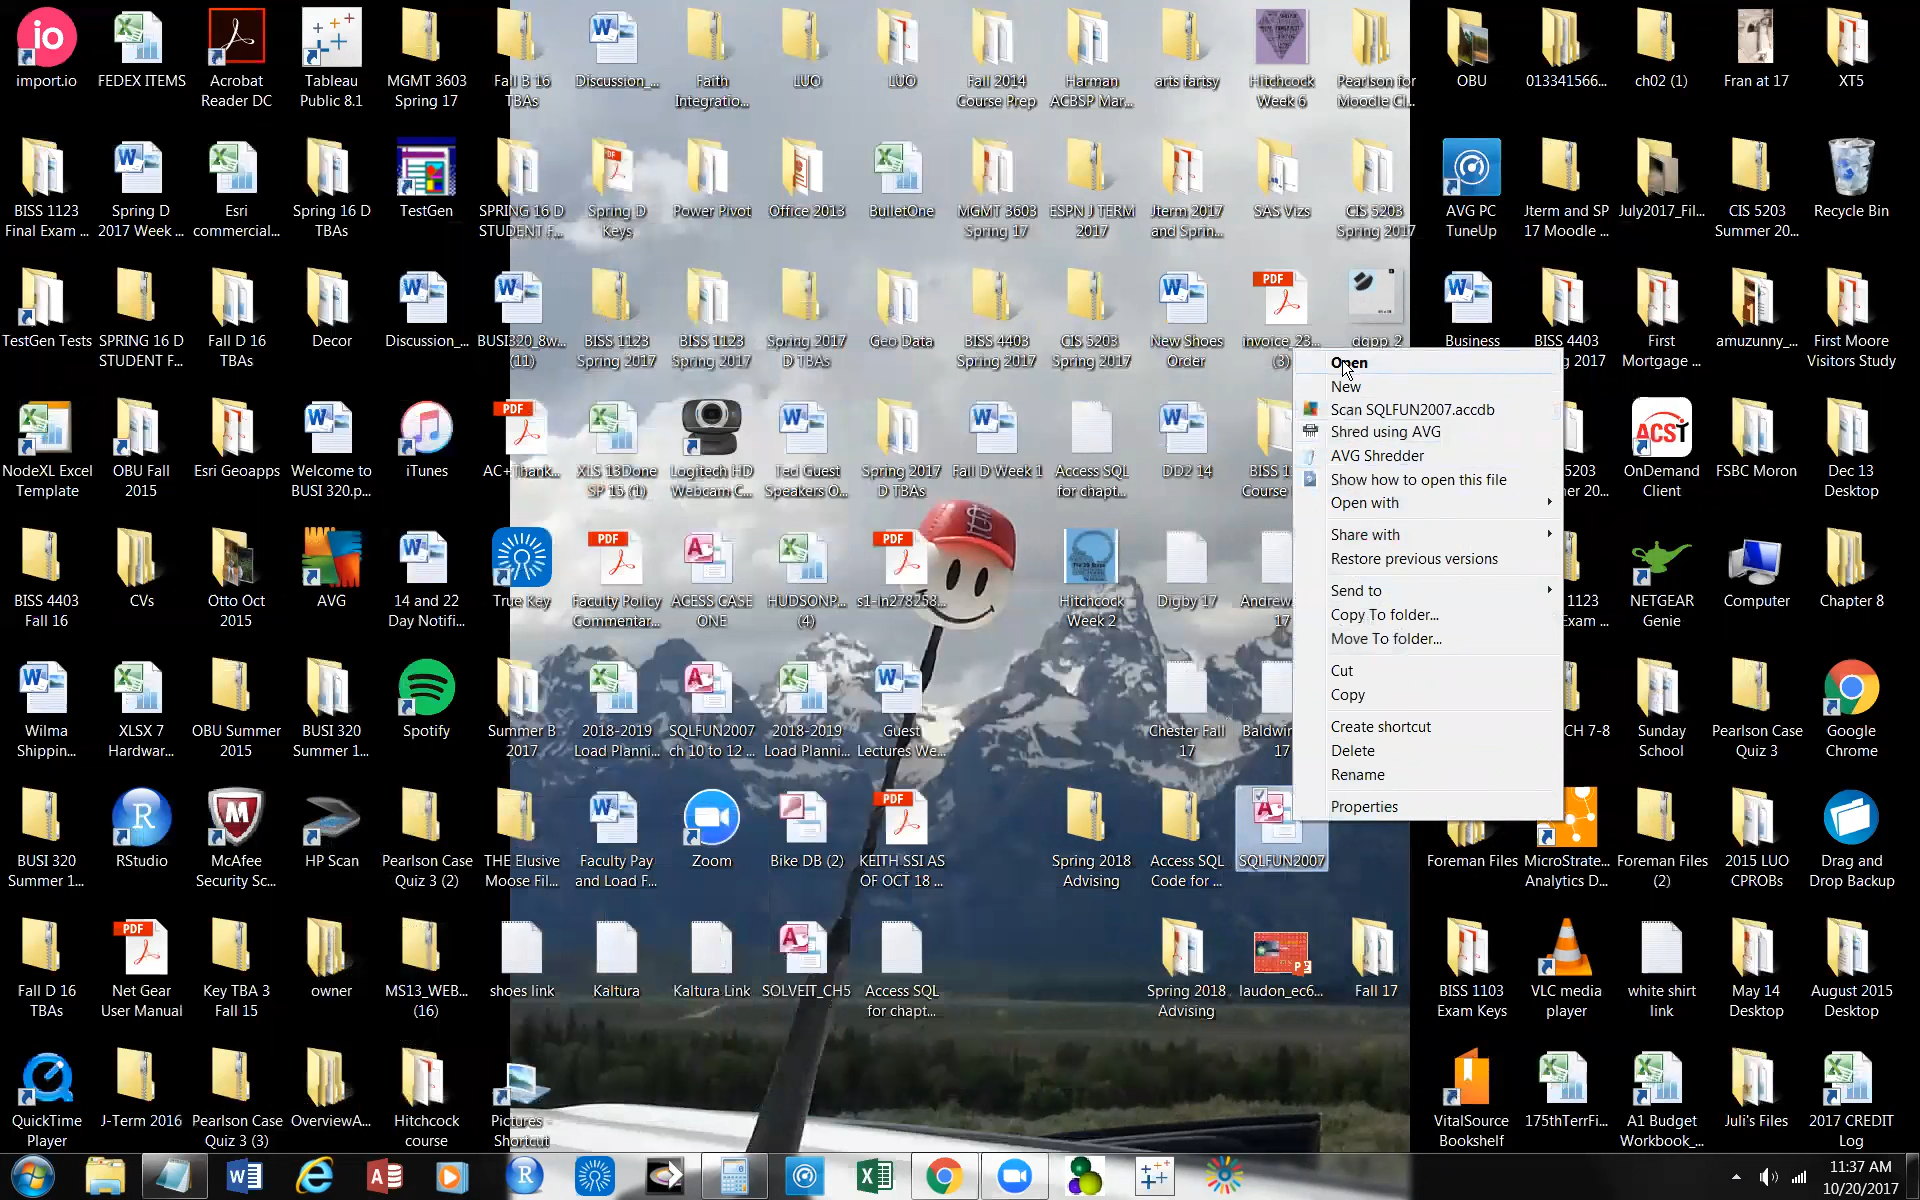 io
import.io
FEDEX ITEMS
Acrobat
Reader DC
Tableau
Public 8.1
MGMT 3603
Spring 17
Fall B 16
TBAs
Discussion_...
Faith
Integratio...
LUO
LUO
Fall 2014
Course Prep
Harman
ACBSP Mar...
arts fartsy
Hitchcock
Week 6
Pearlson for
Moodle Cl...
OBU
013341566...
ch02 (1)
Fran at 17
XT5
BISS 1123
Final Exam ...
Spring D
2017 Week ...
Esri
commercial...
Spring 16 D
TBAs
TestGen
SPRING 16 D
STUDENT F...
Spring D
Keys
Power Pivot
Office 2013
BulletOne
MGMT 3603
Spring 17
ESPN J TERM
2017
Jterm 2017
and Sprin...
SAS Vizs
CIS 5203
Spring 2017
AVG PC
TuneUp
Jterm and SP
17 Moodle ...
July2017_Fil...
CIS 5203
Summer 20...
Recycle Bin
TestGen Tests
SPRING 16 D
STUDENT F...
Fall D 16
TBAs
Decor
Discussion_...
BUSI320_8w...
(11)
BISS 1123
Spring 2017
BISS 1123
Spring 2017
Spring 2017
D TBAs
Geo Data
BISS 4403
Spring 2017
CIS 5203
Spring 2017
New Shoes
Order
invoice_23...
(3)
dgpp_2
Business
BISS 4403
g 2017
First
Mortgage ...
amuzunny_...
First Moore
Visitors Study
Open
New
Scan SQLFUN2007.accdb
Shred using AVG
AVG Shredder
Show how to open this file
Open with
Share with
Restore previous versions
Send to
Copy To folder...
Move To folder...
Cut
Copy
Create shortcut
Delete
Rename
Properties
NodeXL Excel
Template
OBU Fall
2015
Esri Geoapps
Welcome to
BUSI 320.p...
iTunes
AC+Thank...
XLS 13Done
SP 15 (1)
Logitech HD
Webcam C...
Ted Guest
Speakers O...
Spring 2017
D TBAs
Fall D Week 1
Access SQL
for chapt...
DD2 14
BISS 1
Course
5203
er 20...
ACST
OnDemand
Client
FSBC Moron
Dec 13
Desktop
BISS 4403
Fall 16
CVs
Otto Oct
2015
AVG
14 and 22
Day Notifi...
True Key
Faculty Policy
Commentar...
ACESS CASE
ONE
HUDSONP...
(4)
s1-ln278258...
Hitchcock
Week 2
Digby 17
Andrew
17
1123
Exam ...
NETGEAR
Genie
Computer
Chapter 8
Wilma
Shippin...
XLSX 7
Hardwar...
OBU Summer
2015
BUSI 320
Summer 1...
Spotify
Summer B
2017
2018-2019
Load Planni...
SQLFUN2007
ch 10 to 12 ...
2018-2019
Load Planni...
Guest
Lectures We...
Chester Fall
17
Baldwin
17
CH 7-8
Sunday
School
Pearlson Case
Quiz 3
Google
Chrome
BUSI 320
Summer 1...
RStudio
McAfee
Security Sc...
HP Scan
Pearlson Case
Quiz 3 (2)
THE Elusive
Moose Fil...
Faculty Pay
and Load F...
Zoom
Bike DB (2)
KEITH SSI AS
OF OCT 18 ...
Spring 2018
Advising
Access SQL
Code for ...
SQLFUN2007
Foreman Files
MicroStrate...
Analytics D...
Foreman Files
(2)
2015 LUO
CPROBs
Drag and
Drop Backup
Fall D 16
TBAs
Net Gear
User Manual
Key TBA 3
Fall 15
owner
MS13_WEB...
(16)
shoes link
Kaltura
Kaltura Link
SOLVEIT_CH5
Access SQL
for chapt...
Spring 2018
Advising
laudon_ec6...
Fall 17
BISS 1103
Exam Keys
VLC media
player
white shirt
link
May 14
Desktop
August 2015
Desktop
QuickTime
Player
J-Term 2016
Pearlson Case
Quiz 3 (3)
OverviewA...
Hitchcock
course
Pictures -
Shortcut
VitalSource
Bookshelf
175thTerrFi...
A1 Budget
Workbook_...
Juli's Files
2017 CREDIT
Log
11:37 AM
10/20/2017